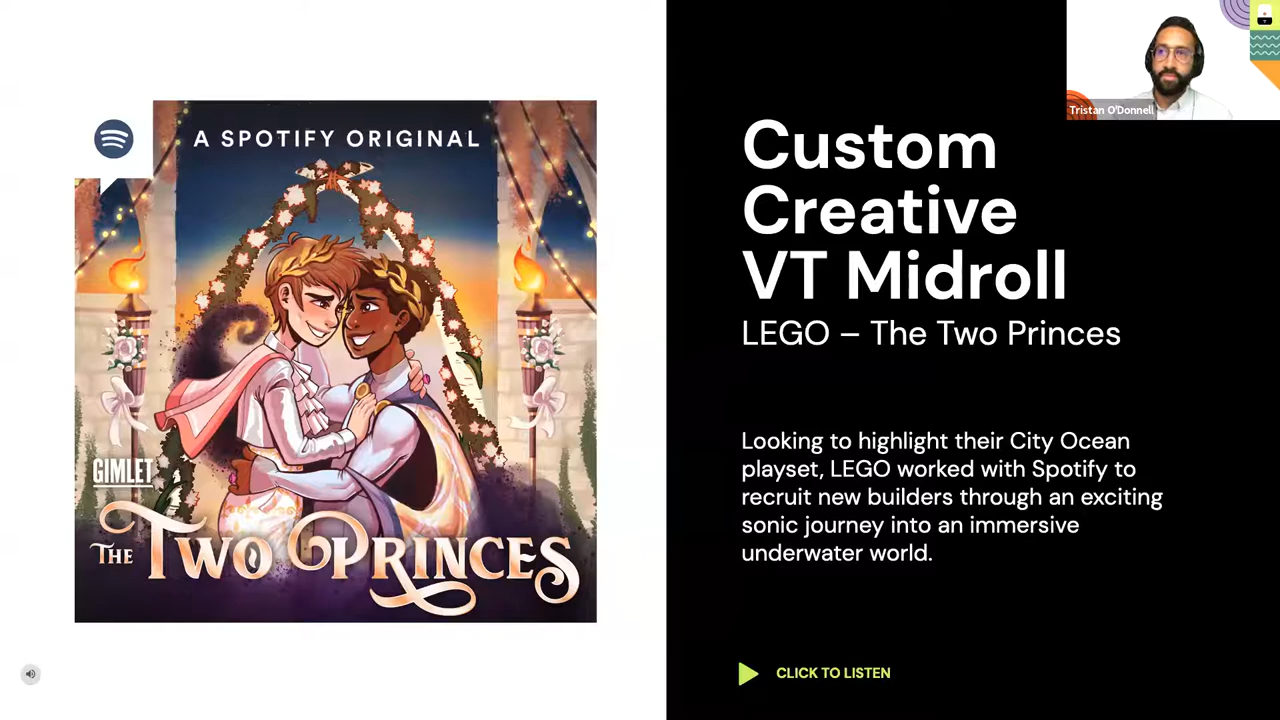 A SPOTIFY ORIGINAL
GIMLET
THE TWO PRINCES
Tristan O'Donnell
Custom
Creative
VT Midroll
LEGO – The Two Princes
Looking to highlight their City Ocean
playset, LEGO worked with Spotify to
recruit new builders through an exciting
sonic journey into an immersive
underwater world.
CLICK TO LISTEN